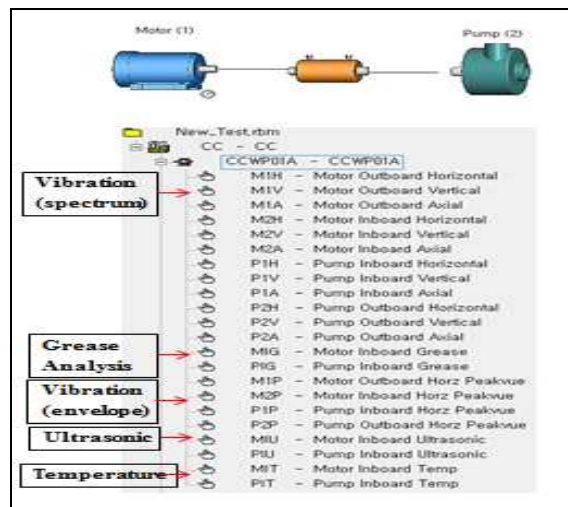 Motor (1)
Pump (2)
New_Test.rbm
CC - CC
CCWP01A - CCWP01A
M1H - Motor Outboard Horizontal
M1V - Motor Outboard Vertical
M1A - Motor Outboard Axial
M2H - Motor Inboard Horizontal
M2V - Motor Inboard Vertical
M2A - Motor Inboard Axial
P1H - Pump Inboard Horizontal
P1V - Pump Inboard Vertical
P1A - Pump Inboard Axial
P2H - Pump Outboard Horizontal
P2V - Pump Outboard Vertical
P2A - Pump Outboard Axial
MIG - Motor Inboard Grease
PIG - Pump Inboard Grease
M1P - Motor Outboard Horz Peakvue
M2P - Motor Inboard Horz Peakvue
P1P - Pump Inboard Horz Peakvue
P2P - Pump Outboard Horz Peakvue
MIU - Motor Inboard Ultrasonic
PIU - Pump Inboard Ultrasonic
MIT - Motor Inboard Temp
PIT - Pump Inboard Temp
Vibration
(spectrum)
Grease
Analysis
Vibration
(envelope)
Ultrasonic
Temperature